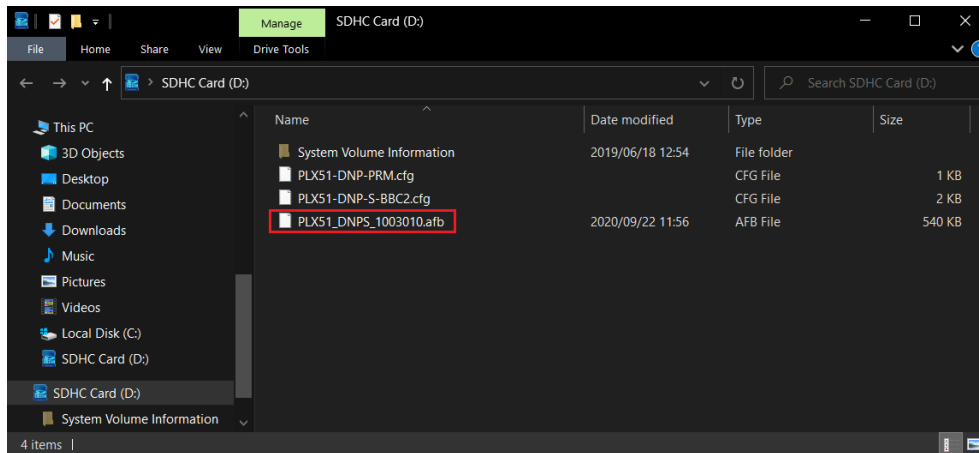 Manage SDHC Card (D:)
File Home Share View Drive Tools
SDHC Card (D:) Search SDHC Card (D:)
This PC
3D Objects
Desktop
Documents
Downloads
Music
Pictures
Videos
Local Disk (C:)
SDHC Card (D:)
SDHC Card (D:)
System Volume Information
Name Date modified Type Size
System Volume Information 2019/06/18 12:54 File folder
PLX51-DNP-PRM.cfg CFG File 1 KB
PLX51-DNP-S-BBC2.cfg CFG File 2 KB
PLX51_DNPS_1003010.afb 2020/09/22 11:56 AFB File 540 KB
4 items